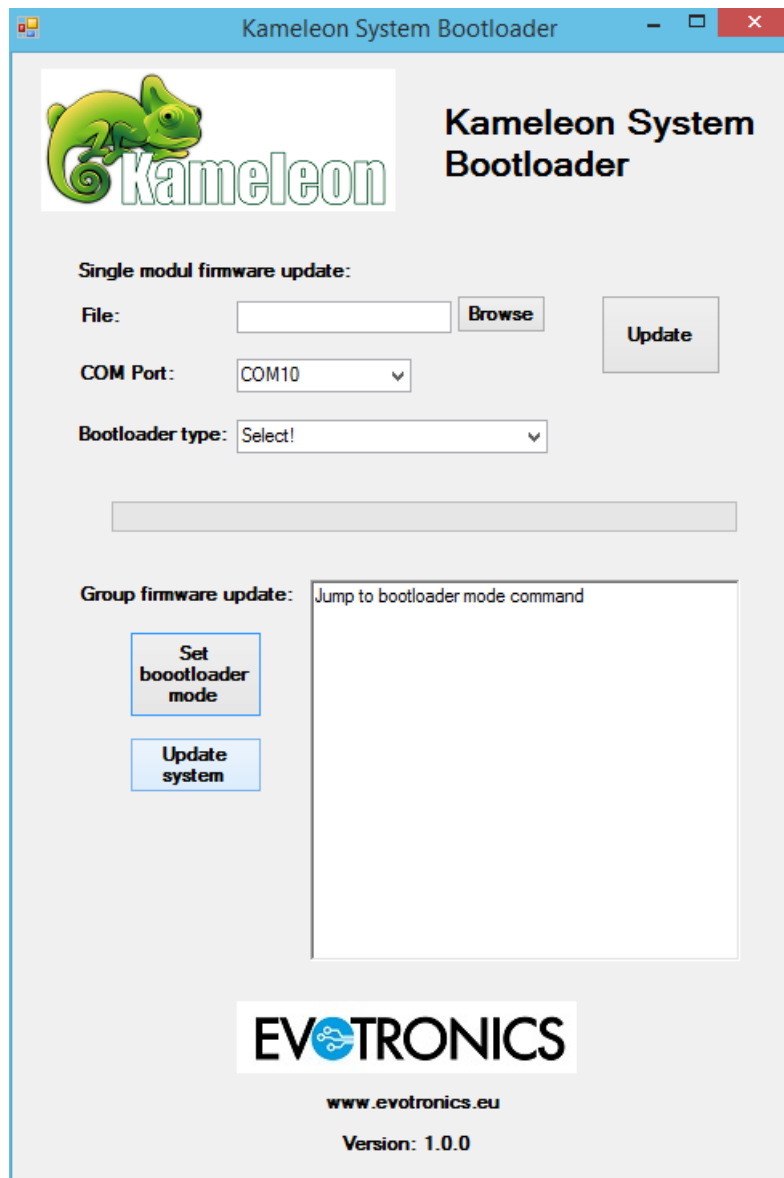 Kameleon System Bootloader
Kameleon
Kameleon System
Bootloader
Single modul firmware update:
File:
Browse
Update
COM Port:
COM10
Bootloader type:
Select!
Group firmware update:
Jump to bootloader mode command
Set
boootloader
mode
Update
system
EVOTRONICS
www.evotronics.eu
Version: 1.0.0